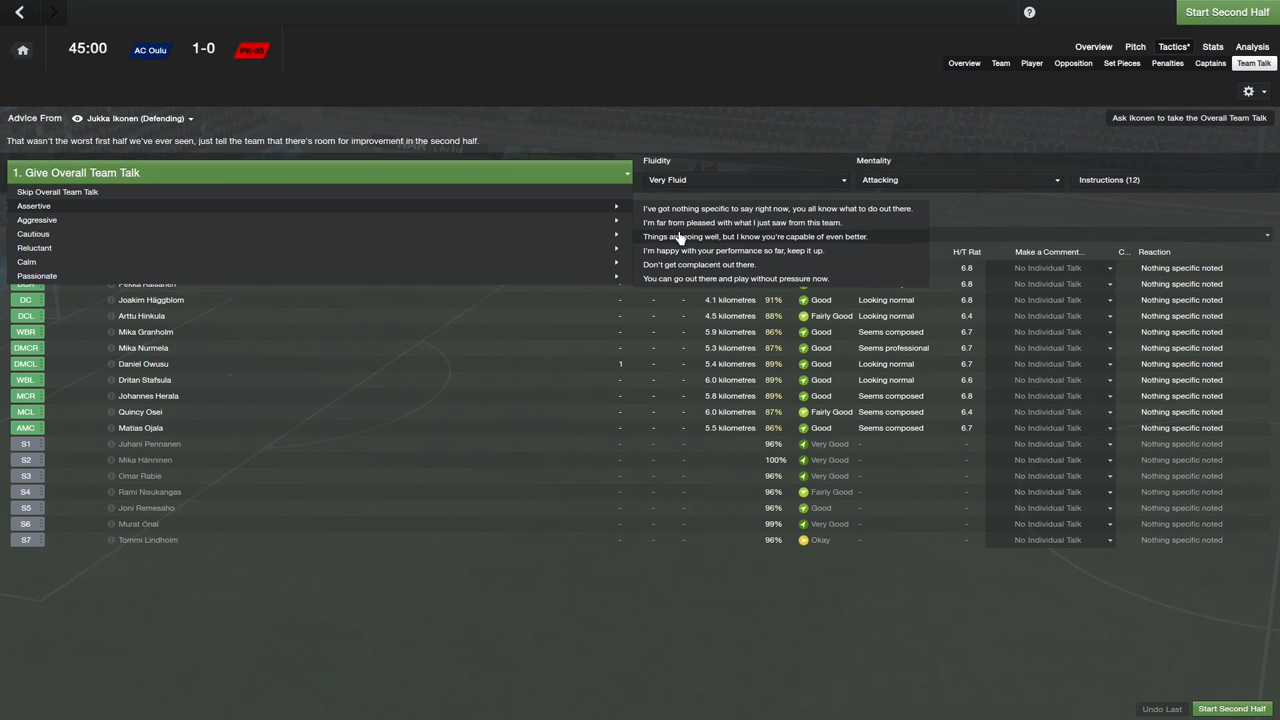 Start Second Half
45:00 AC Oulu 1-0 PK-35
Overview Pitch Tactics* Stats Analysis
Overview Team Player Opposition Set Pieces Penalties Captains Team Talk
Advice From Jukka Ikonen (Defending) Ask Ikonen to take the Overall Team Talk
That wasn't the worst first half we've ever seen, just tell the team that there's room for improvement in the second half.
Fluidity Mentality
1. Give Overall Team Talk Very Fluid Attacking Instructions (12)
Skip Overall Team Talk
Assertive
Aggressive
Cautious
Reluctant
Calm
Passionate
I've got nothing specific to say right now, you all know what to do out there.
I'm far from pleased with what I just saw from this team.
Things are going well, but I know you're capable of even better.
I'm happy with your performance so far, keep it up.
Don't get complacent out there.
You can go out there and play without pressure now.
H/T Rat Make a Comment... C... Reaction
6.8 No Individual Talk Nothing specific noted
6.8 No Individual Talk Nothing specific noted
DC Joakim Häggblom - - - 4.1 kilometres 91% Good Looking normal 6.8 No Individual Talk Nothing specific noted
DCL Arttu Hinkula - - - 4.5 kilometres 88% Fairly Good Looking normal 6.4 No Individual Talk Nothing specific noted
WBR Mika Granholm - - - 5.9 kilometres 86% Good Seems composed 6.7 No Individual Talk Nothing specific noted
DMCR Mika Nurmela - - - 5.3 kilometres 87% Good Seems professional 6.7 No Individual Talk Nothing specific noted
DMCL Daniel Owusu 1 - - 5.4 kilometres 89% Good Looking normal 6.7 No Individual Talk Nothing specific noted
WBL Dritan Stafsula - - - 6.0 kilometres 89% Good Looking normal 6.6 No Individual Talk Nothing specific noted
MCR Johannes Herala - - - 5.8 kilometres 89% Good Seems composed 6.8 No Individual Talk Nothing specific noted
MCL Quincy Osei - - - 6.0 kilometres 87% Fairly Good Seems composed 6.4 No Individual Talk Nothing specific noted
AMC Matias Ojala - - - 5.5 kilometres 86% Good Seems composed 6.7 No Individual Talk Nothing specific noted
S1 Juhani Pennanen - - - 96% Very Good - - No Individual Talk Nothing specific noted
S2 Mika Hänninen - - - 100% Very Good - - No Individual Talk Nothing specific noted
S3 Omar Rabie - - - 96% Very Good - - No Individual Talk Nothing specific noted
S4 Rami Nisukangas - - - 96% Fairly Good - - No Individual Talk Nothing specific noted
S5 Joni Remesaho - - - 96% Good - - No Individual Talk Nothing specific noted
S6 Murat Önal - - - 99% Very Good - - No Individual Talk Nothing specific noted
S7 Tommi Lindholm - - - 96% Okay - - No Individual Talk Nothing specific noted
Undo Last Start Second Half